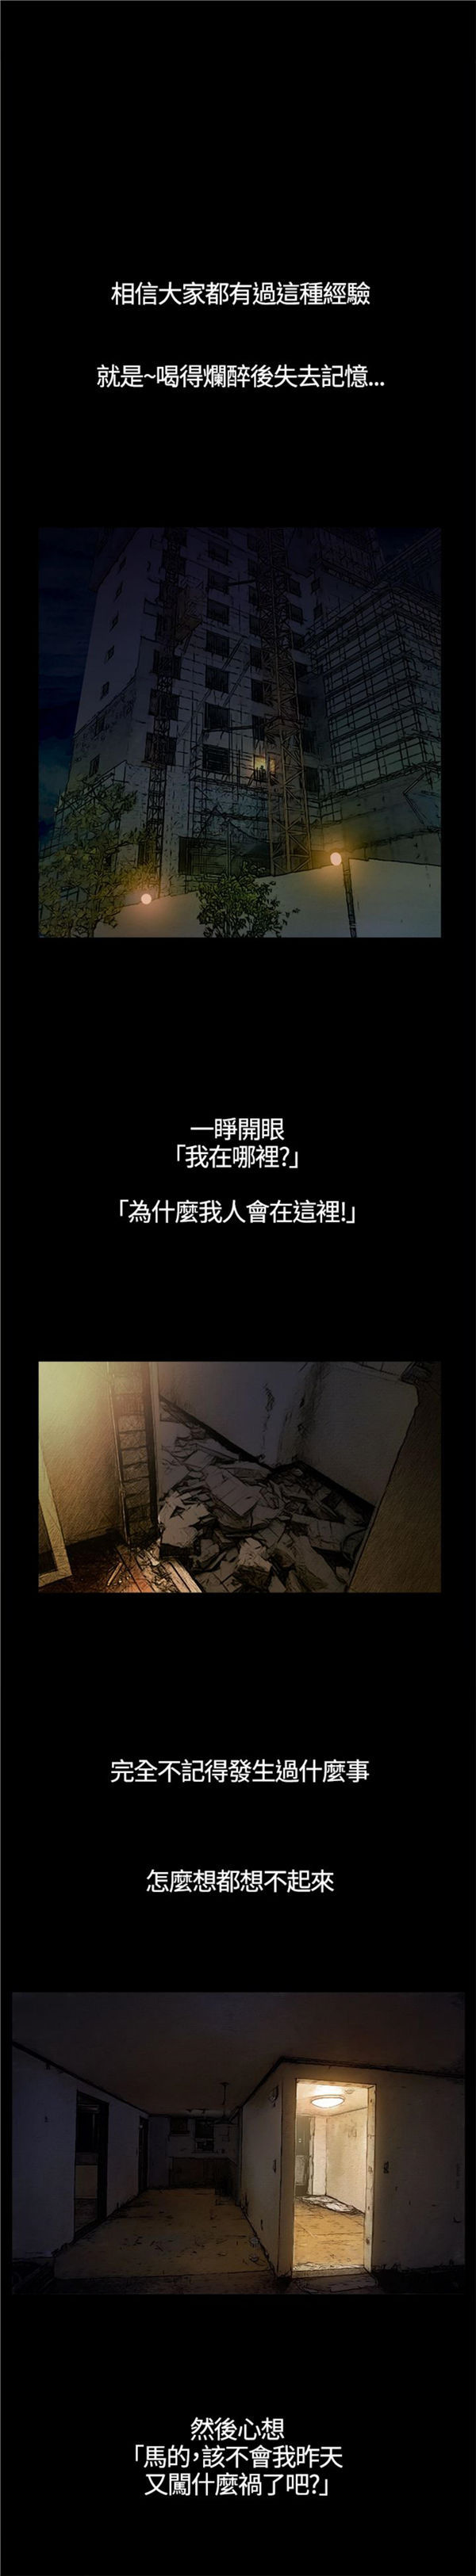 相信大家都有過這種經驗
就是~喝得爛醉後失去記憶...
一睜開眼
「我在哪裡?」
「為什麼我人會在這裡!」
完全不記得發生過什麼事
怎麼想都想不起來
然後心想
「馬的,該不會我昨天
又闖什麼禍了吧?」